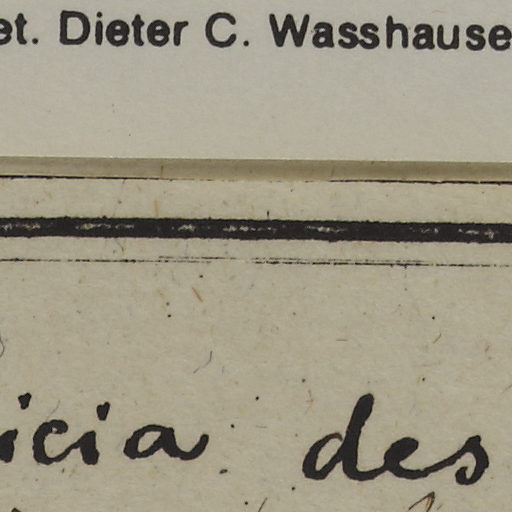 et. Dieter C. Wasshause
icia des